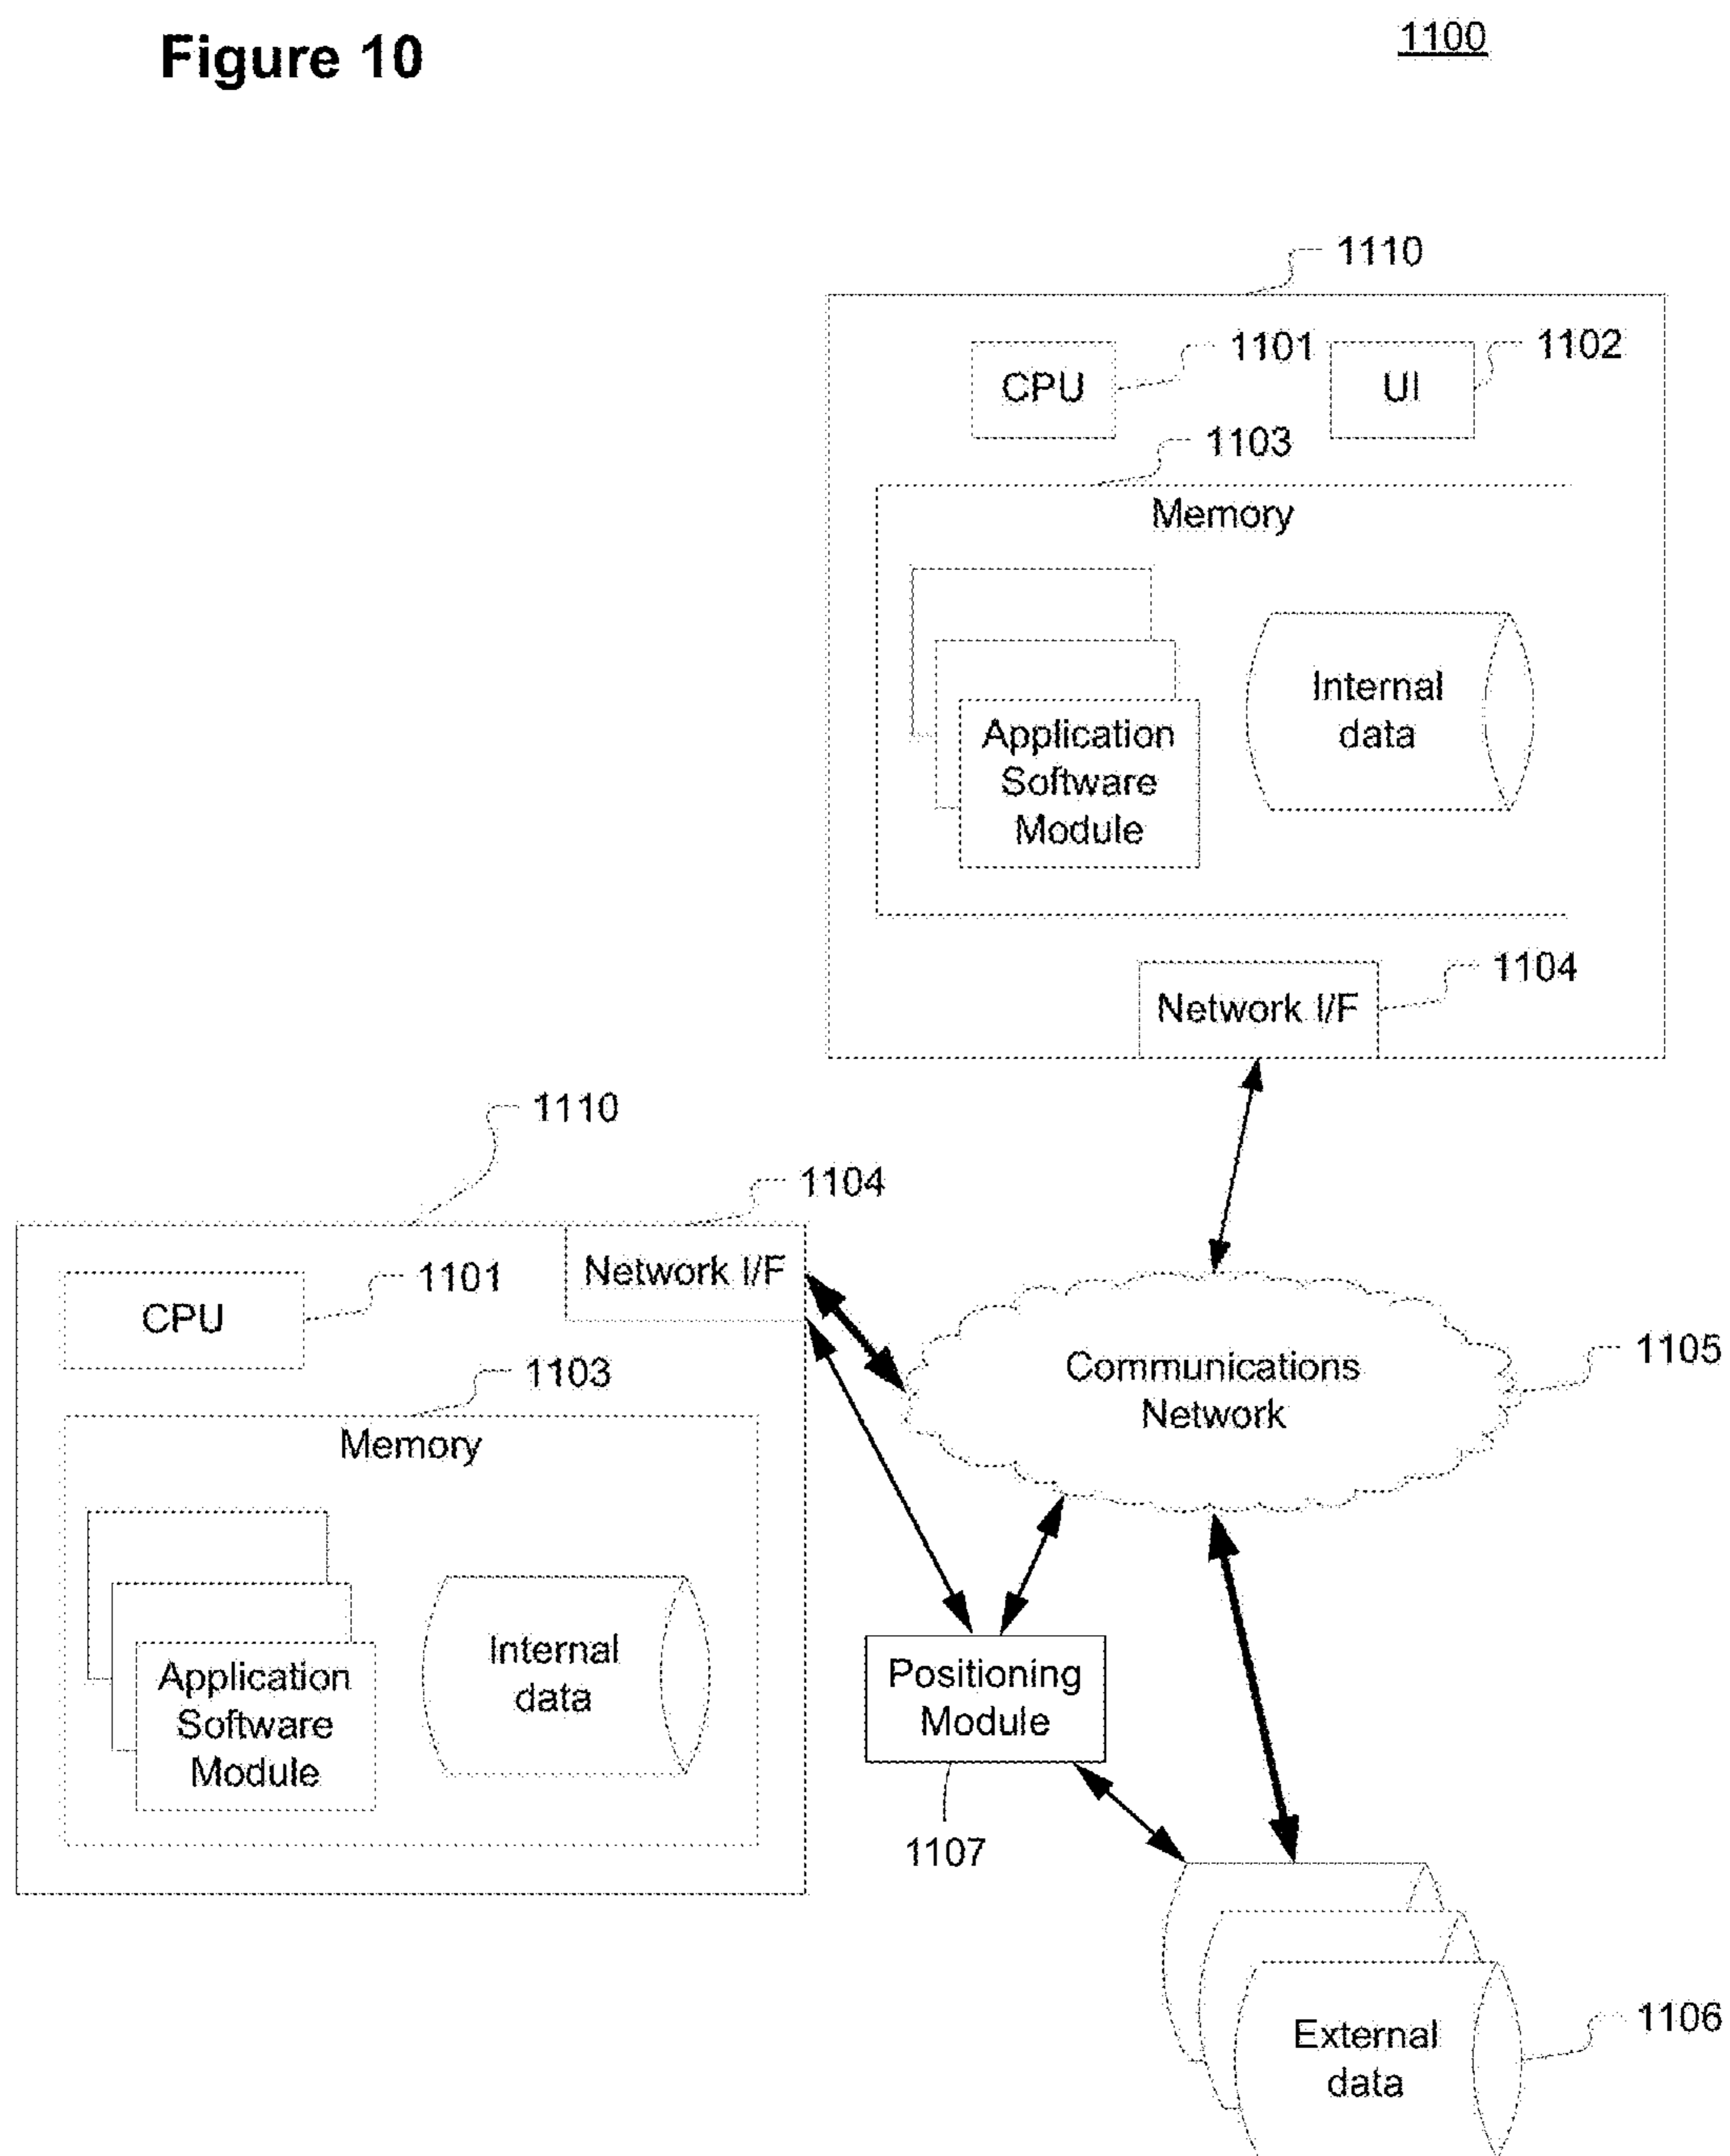 Figure 10
1100
1110
1101
1102
CPU
UI
1103
Memory
Internal
data
Application
Software
Module
1104
Network I/F
1110
1104
Network I/F
1101
CPU
1105
Communications
Network
1103
Memory
Internal
data
Application
Software
Module
Positioning
Module
1107
1106
External
data